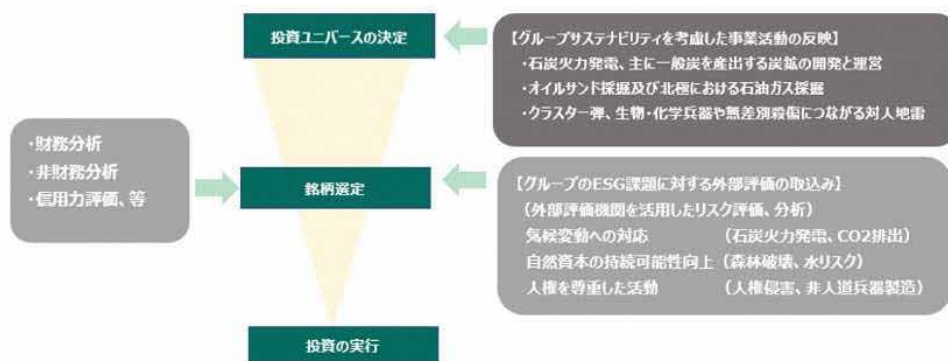 投資ユニバースの決定
【グループサステナビリティを考慮した事業活動の反映】
・石炭火力発電、主に一般炭を産出する炭鉱の開発と運営
・オイルサンド採掘及び北極における石油ガス採掘
・クラスター弾、生物・化学兵器や無差別殺傷につながる対人地雷
・財務分析
・非財務分析
・信用力評価、等
銘柄選定
【グループのESG課題に対する外部評価の取込み】
(外部評価機関を活用したリスク評価、分析)
気候変動への対応 (石炭火力発電、CO2排出)
自然資本の持続可能性向上 (森林破壊、水リスク)
人権を尊重した活動 (人権侵害、非人道兵器製造)
投資の実行